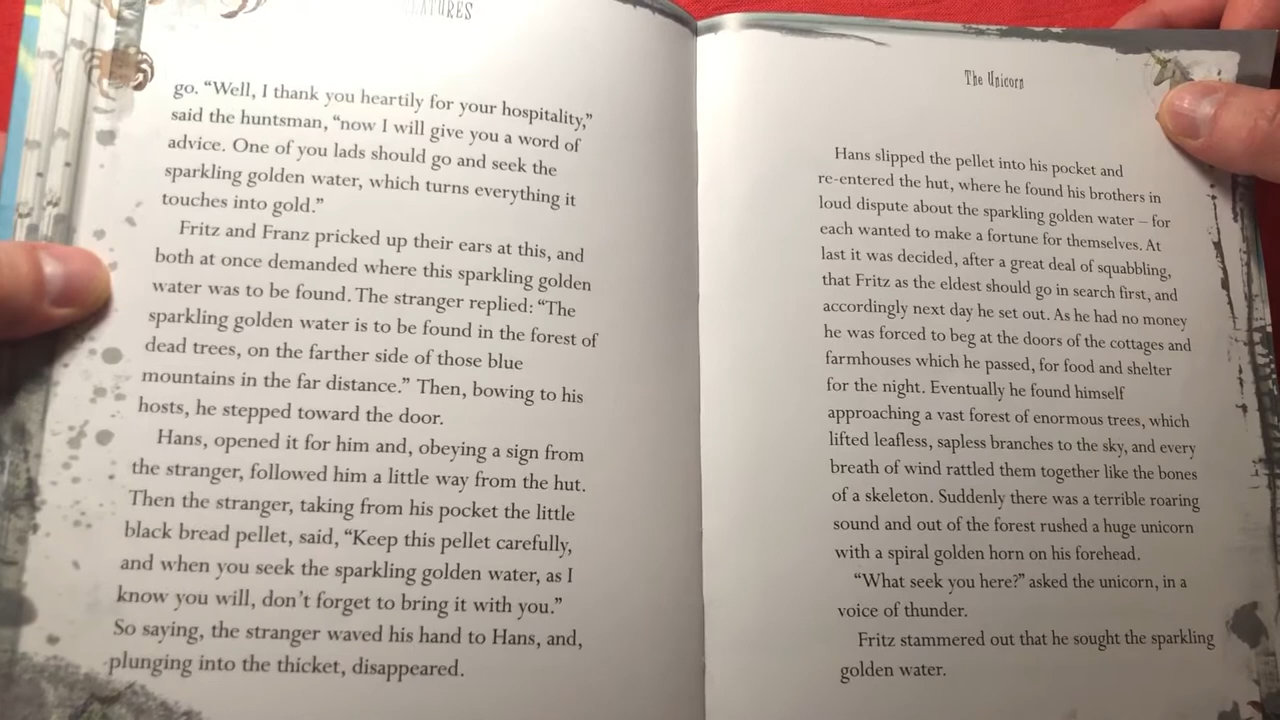 go. “Well, I thank you heartily for your hospitality,”
said the huntsman, “now I will give you a word of
advice. One of you lads should go and seek the
sparkling golden water, which turns everything it
touches into gold.”
Fritz and Franz pricked up their ears at this, and
both at once demanded where this sparkling golden
water was to be found. The stranger replied: “The
sparkling golden water is to be found in the forest of
dead trees, on the farther side of those blue
mountains in the far distance.” Then, bowing to his
hosts, he stepped toward the door.
Hans, opened it for him and, obeying a sign from
the stranger, followed him a little way from the hut.
Then the stranger, taking from his pocket the little
black bread pellet, said, “Keep this pellet carefully,
and when you seek the sparkling golden water, as I
know you will, don’t forget to bring it with you.”
So saying, the stranger waved his hand to Hans, and,
plunging into the thicket, disappeared.
The Unicorn
Hans slipped the pellet into his pocket and
re-entered the hut, where he found his brothers in
loud dispute about the sparkling golden water – for
each wanted to make a fortune for themselves. At
last it was decided, after a great deal of squabbling,
that Fritz as the eldest should go in search first, and
accordingly next day he set out. As he had no money
he was forced to beg at the doors of the cottages and
farmhouses which he passed, for food and shelter
for the night. Eventually he found himself
approaching a vast forest of enormous trees, which
lifted leafless, sapless branches to the sky, and every
breath of wind rattled them together like the bones
of a skeleton. Suddenly there was a terrible roaring
sound and out of the forest rushed a huge unicorn
with a spiral golden horn on his forehead.
“What seek you here?” asked the unicorn, in a
voice of thunder.
Fritz stammered out that he sought the sparkling
golden water.